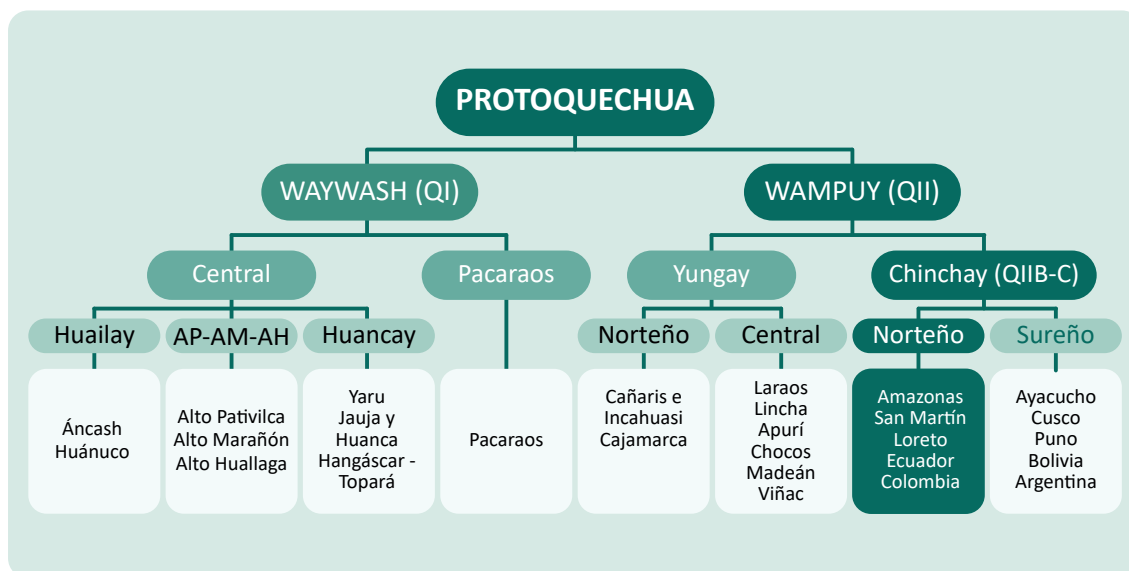 PROTOQUECHUA
WAYWASH (QI)
WAMPUY (QII)
Central
Pacaraos
Yungay
Chinchay (QIIB-C)
Huailay
AP-AM-AH
Huancay
Norteño
Central
Norteño
Sureño
Áncash
Huánuco
Alto Pativilca
Alto Marañón
Alto Huallaga
Yaru
Jauja y
Huanca
Hangáscar -
Topará
Pacaraos
Cañaris e
Incahuasi
Cajamarca
Laraos
Lincha
Apurí
Chocos
Madeán
Viñac
Amazonas
San Martín
Loreto
Ecuador
Colombia
Ayacucho
Cusco
Puno
Bolivia
Argentina